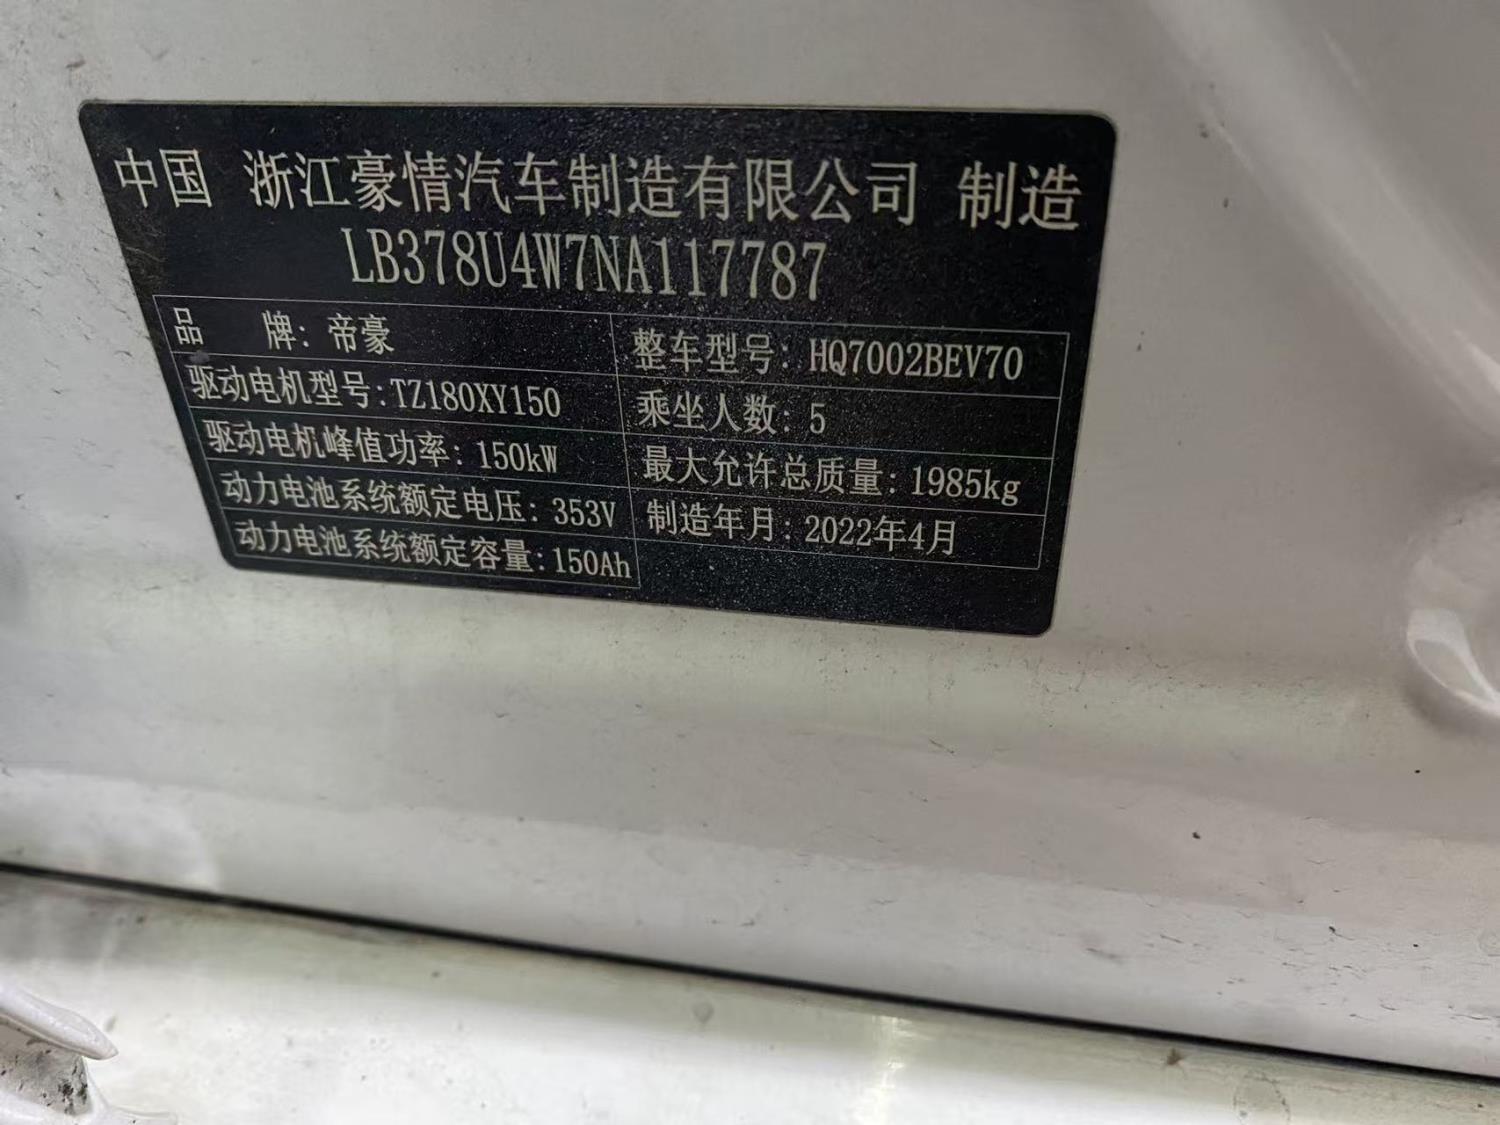 中国 浙江豪情汽车制造有限公司 制造
LB378U4W7NA117787
品 牌: 帝豪
整车型号: HQ7002BEV70
驱动电机型号: TZ180XY150
乘坐人数: 5
驱动电机峰值功率: 150kW
最大允许总质量: 1985kg
动力电池系统额定电压: 353V
制造年月: 2022年4月
动力电池系统额定容量: 150Ah